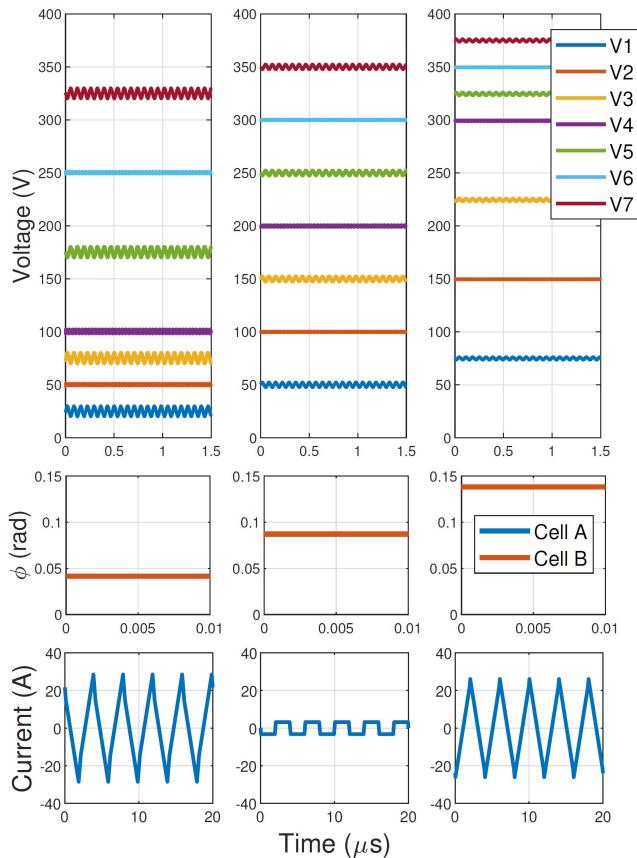 400
350
300
250
200
150
100
50
0
Voltage (V)
0 0.5 1 1.5
400
350
300
250
200
150
100
50
0
0 0.5 1 1.5
400
350
300
250
200
150
100
50
0
0 0.5 1 1.5
V1
V2
V3
V4
V5
V6
V7
0.15
0.1
0.05
0
ϕ (rad)
0 0.005 0.01
0.15
0.1
0.05
0
0 0.005 0.01
0.15
0.1
0.05
0
0 0.005 0.01
Cell A
Cell B
40
20
0
-20
-40
Current (A)
0 10 20
40
20
0
-20
-40
0 10 20
40
20
0
-20
-40
0 10 20
Time (μs)